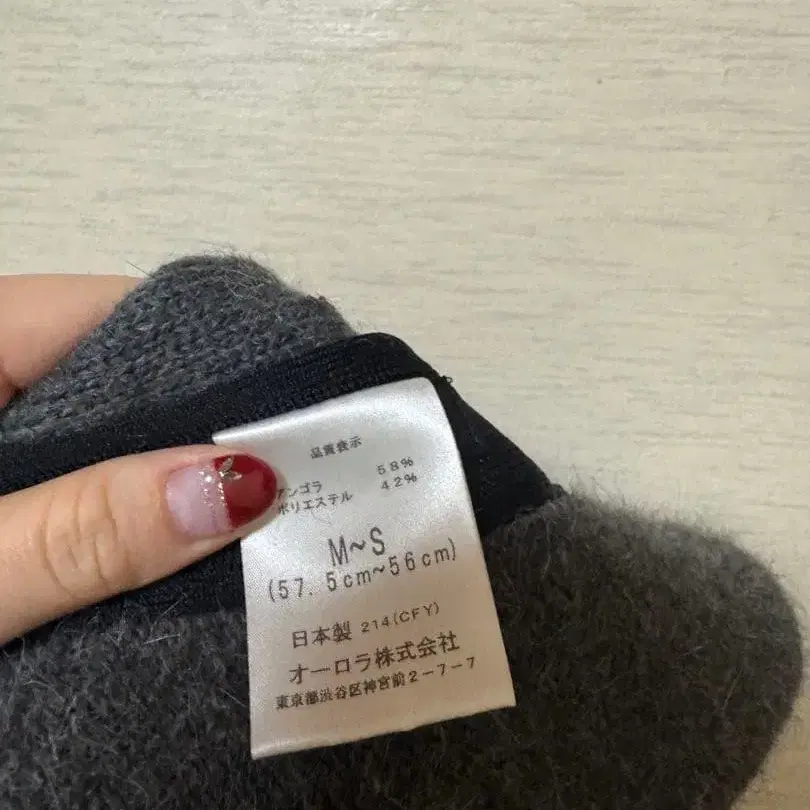 品質表示
アンゴラ 58%
ポリエステル 42%
M~S
(57.5cm~56cm)
日本製 214(CFY)
オーロラ株式会社
東京都渋谷区神宮前2-7-7